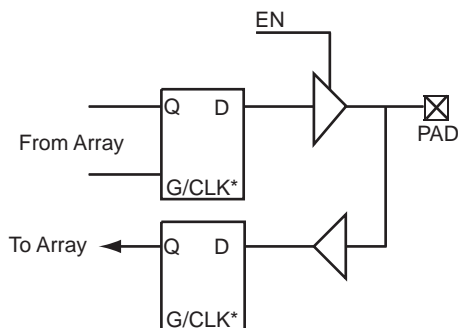 EN
Q D
From Array
G/CLK*
PAD
To Array
Q D
G/CLK*